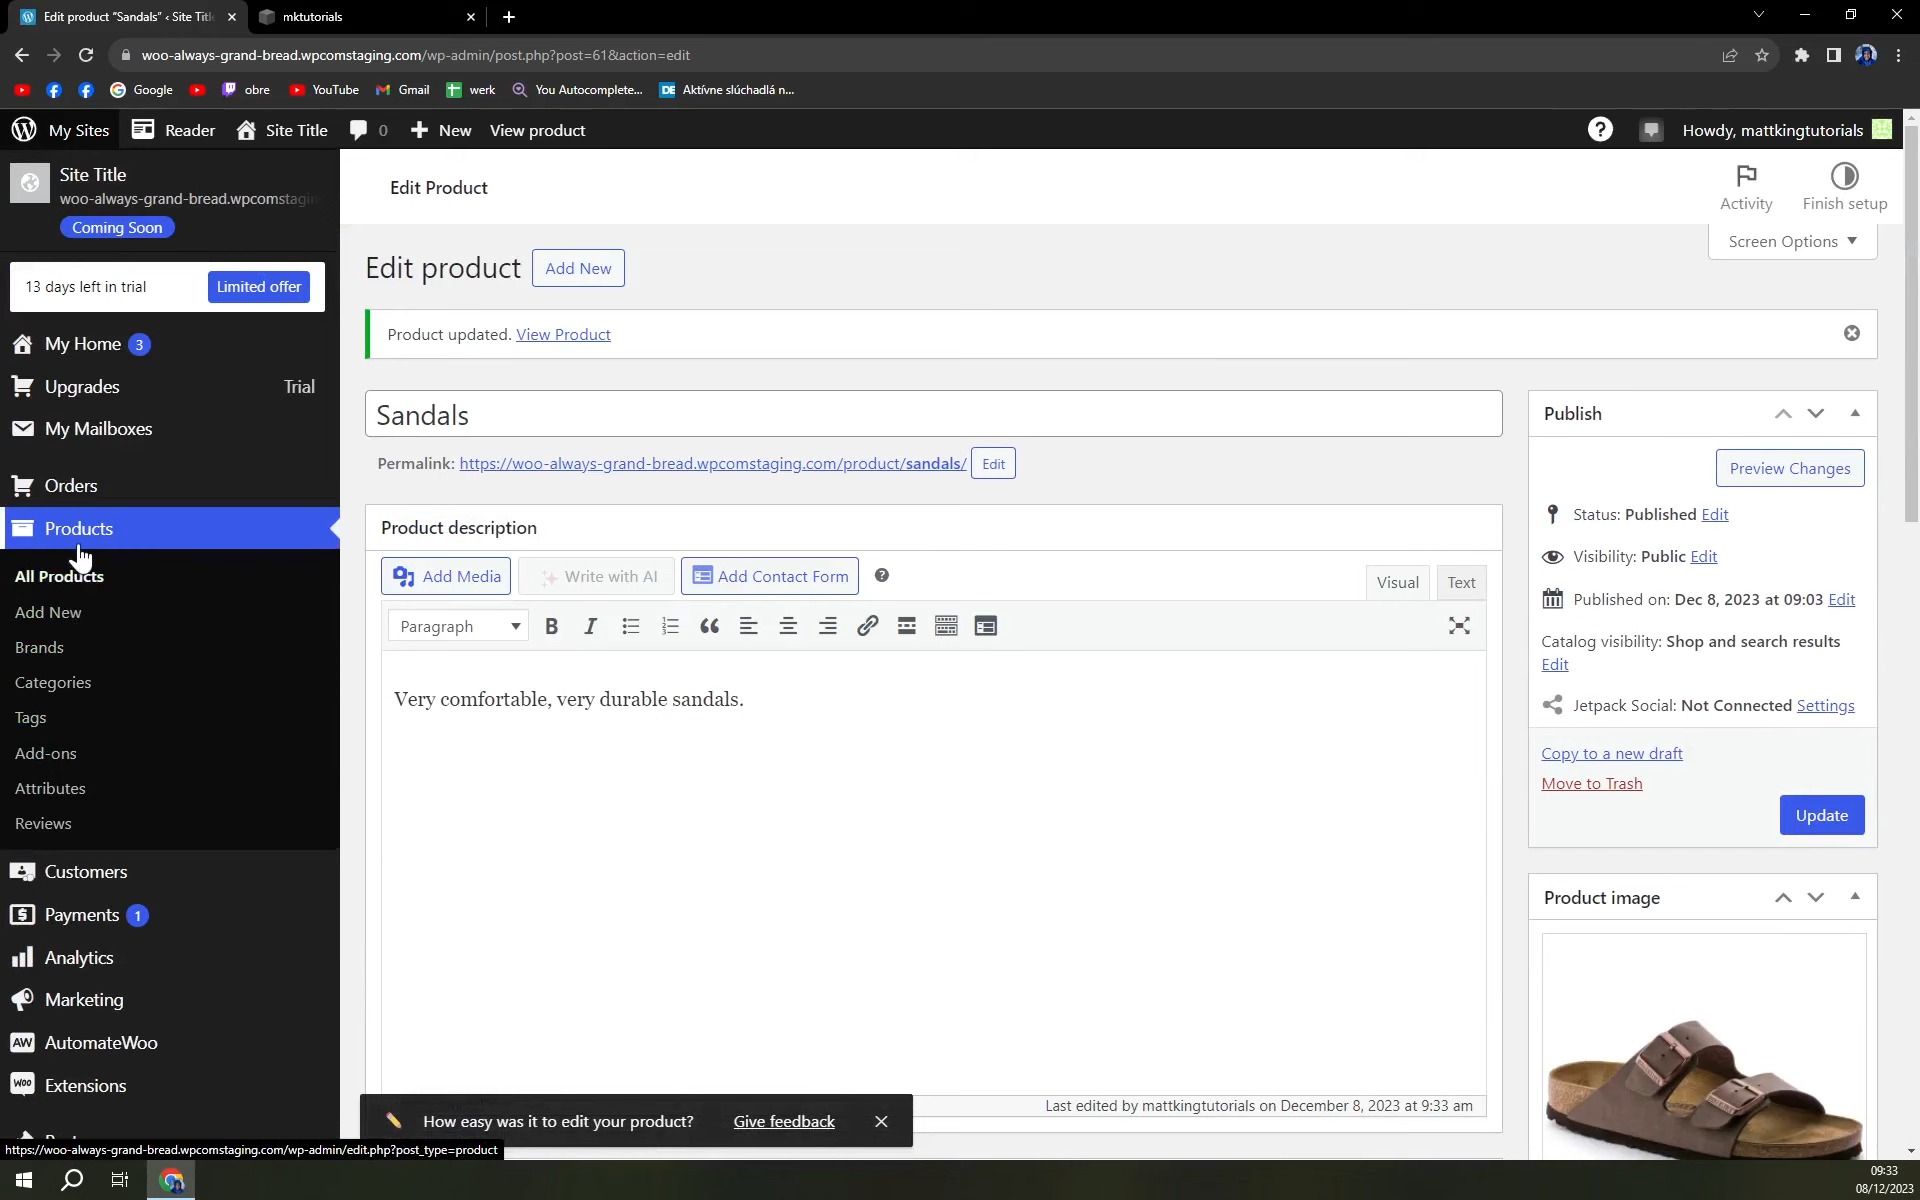 Edit product "Sandals" ‹ Site Title
mktutorials
woo-always-grand-bread.wpcomstaging.com/wp-admin/post.php?post=61&action=edit
Google
obre
YouTube
Gmail
werk
You Autocomplete...
DE Aktívne slúchadlá n...
My Sites
Reader
Site Title
0
New
View product
Howdy, mattkingtutorials
Site Title
woo-always-grand-bread.wpcomstagin
Coming Soon
13 days left in trial
Limited offer
My Home 3
Upgrades
Trial
My Mailboxes
Orders
Products
All Products
Add New
Brands
Categories
Tags
Add-ons
Attributes
Reviews
Customers
Payments 1
Analytics
Marketing
AW AutomateWoo
Woo Extensions
Edit Product
Activity
Finish setup
Screen Options
Edit product
Add New
Product updated. View Product
Sandals
Permalink: https://woo-always-grand-bread.wpcomstaging.com/product/sandals/ Edit
Product description
Add Media
Write with AI
Add Contact Form
Visual
Text
Paragraph
Very comfortable, very durable sandals.
Last edited by mattkingtutorials on December 8, 2023 at 9:33 am
How easy was it to edit your product?
Give feedback
Publish
Preview Changes
Status: Published Edit
Visibility: Public Edit
Published on: Dec 8, 2023 at 09:03 Edit
Catalog visibility: Shop and search results
Edit
Jetpack Social: Not Connected Settings
Copy to a new draft
Move to Trash
Update
Product image
https://woo-always-grand-bread.wpcomstaging.com/wp-admin/edit.php?post_type=product
09:33
08/12/2023